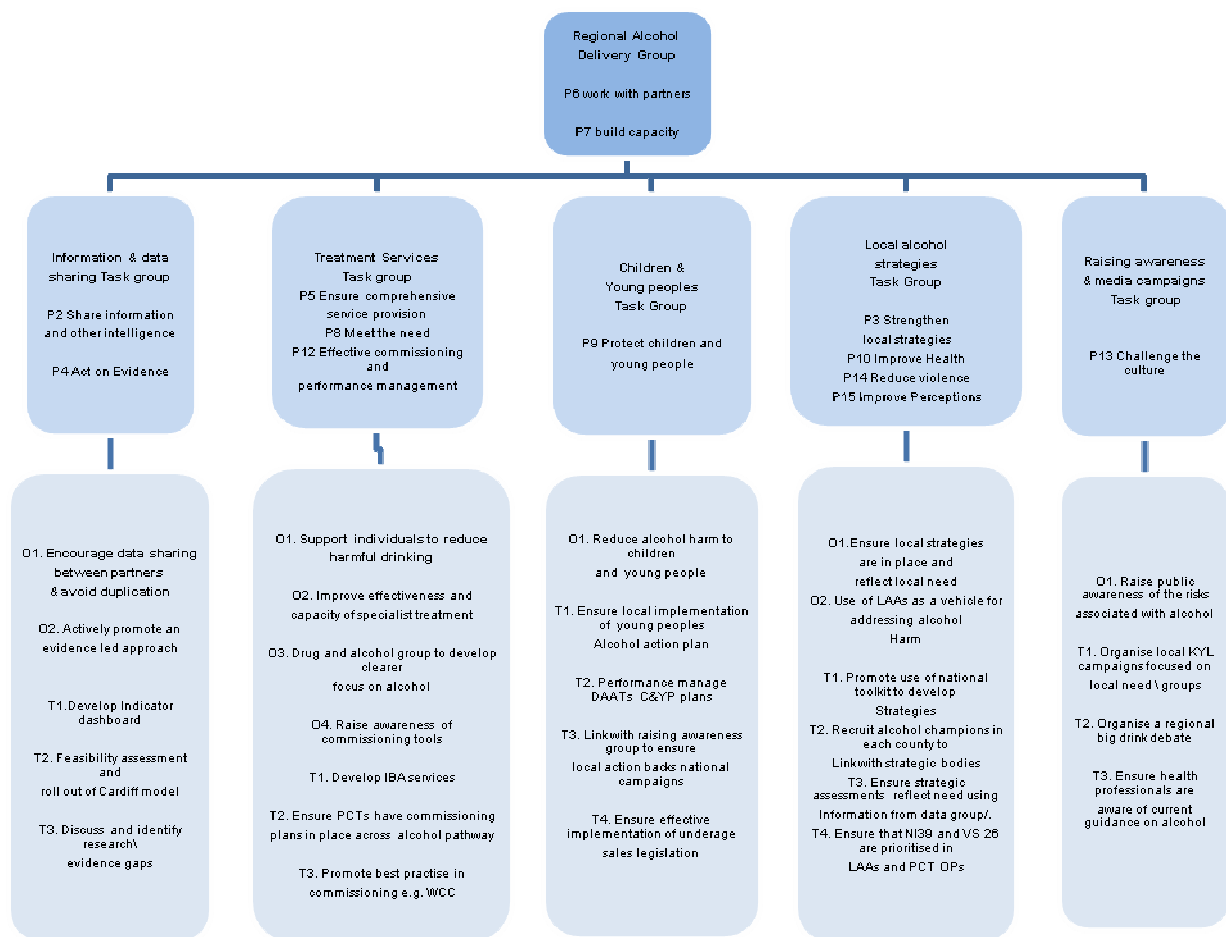 Regional Alcohol
Delivery Group
P6 work with partners
P7 build capacity
Information & data
sharing Task group
P2 Share information
and other intelligence
P4 Act on Evidence
Treatment Services
Task group
P5 Ensure comprehensive
service provision
P8 Meet the need
P12 Effective commissioning
and
performance management
Children &
Young peoples
Task Group
P9 Protect children and
young people
Local alcohol
strategies
Task Group
P3 Strengthen
local strategies
P10 Improve Health
P14 Reduce violence
P15 Improve Perceptions
Raising awareness
& media campaigns
Task group
P13 Challenge the
culture
O1. Encourage data sharing
between partners
& avoid duplication
O2. Actively promote an
evidence led approach
T1.Develop Indicator
dashboard
T2. Feasibility assessment
and
roll out of Cardiff model
T3. Discuss and identify
research\
evidence gaps
O1. Support individuals to reduce
harmful drinking
O2. Improve effectiveness and
capacity of specialist treatment
O3. Drug and alcohol group to develop
clearer
focus on alcohol
O4. Raise awareness of
commissioning tools
T1. Develop IBA services
T2. Ensure PCTs have commissioning
plans in place across alcohol pathway
T3. Promote best practise in
commissioning e.g. WCC
O1. Reduce alcohol harm to
children
and young people
T1. Ensure local implementation
of young peoples
Alcohol action plan
T2. Performance manage
DAATs C&YP plans
T3. Link with raising awareness
group to ensure
local action backs national
campaigns
T4. Ensure effective
implementation of underage
sales legislation
O1.Ensure local strategies
are in place and
reflect local need
O2. Use of LAAs as a vehicle for
addressing alcohol
Harm
T1. Promote use of national
toolkit to develop
Strategies
T2. Recruit alcohol champions in
each county to
Link with strategic bodies
T3. Ensure strategic
assessments reflect need using
Information from data group/.
T4. Ensure that NI39 and VS 26
are prioritised in
LAAs and PCT OPs
O1. Raise public
awareness of the risks
associated with alcohol
T1. Organise local KYL
campaigns focused on
local need \ groups
T2. Organise a regional
big drink debate
T3. Ensure health
professionals are
aware of current
guidance on alcohol